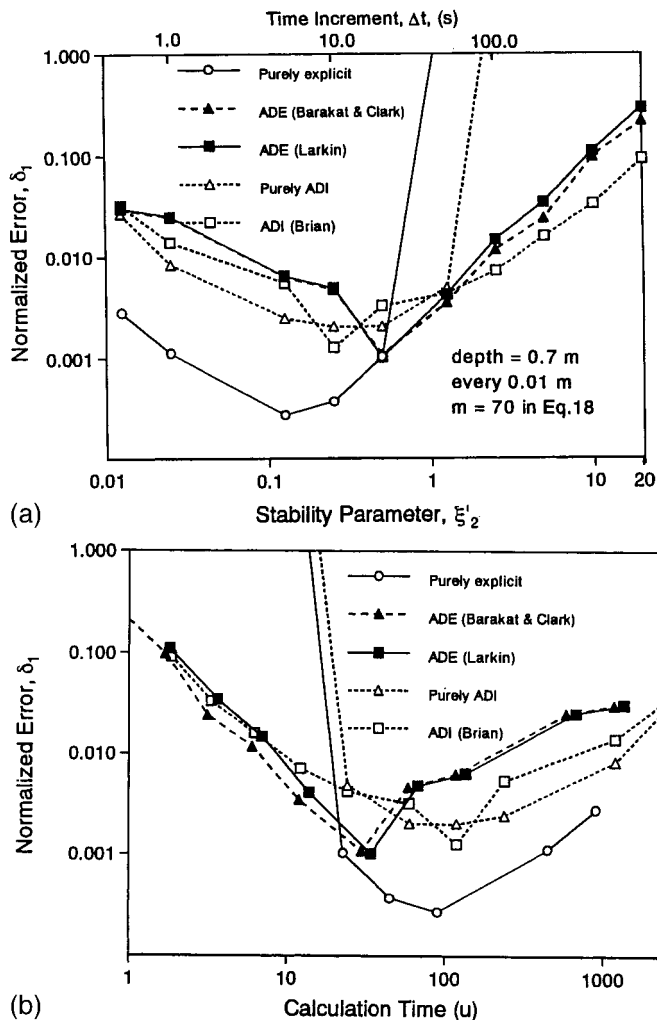 Time Increment, Δt, (s)
1.0 10.0 100.0
1.000
0.100
0.010
0.001
Normalized Error, δ₁
Purely explicit
ADE (Barakat & Clark)
ADE (Larkin)
Purely ADI
ADI (Brian)
depth = 0.7 m
every 0.01 m
m = 70 in Eq.18
0.01 0.1 1 10 20
(a)
Stability Parameter, ξ'₂
1.000
0.100
0.010
0.001
Normalized Error, δ₁
Purely explicit
ADE (Barakat & Clark)
ADE (Larkin)
Purely ADI
ADI (Brian)
1 10 100 1000
(b)
Calculation Time (u)